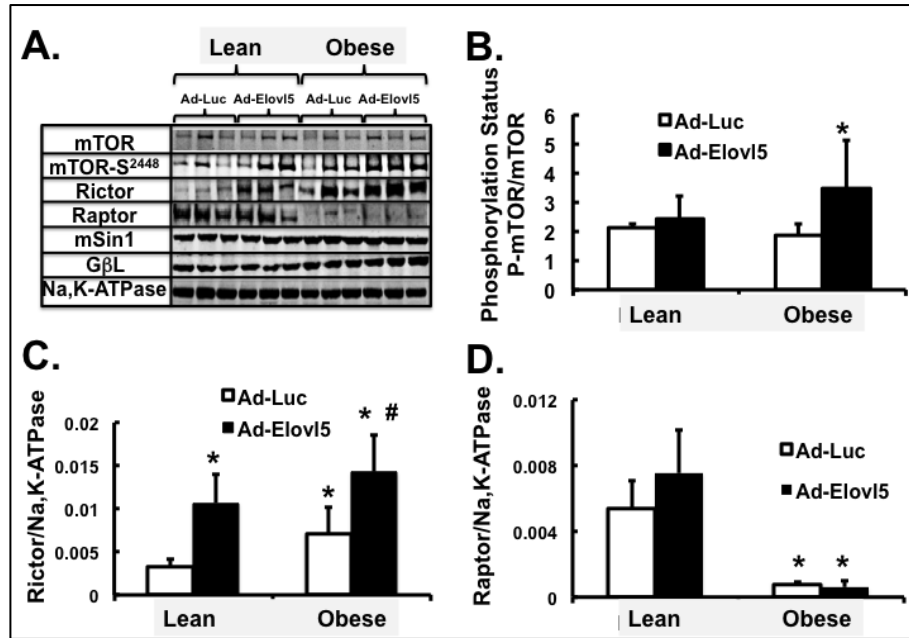 A.
Lean Obese
Ad-Luc Ad-Elovl5 Ad-Luc Ad-Elovl5
mTOR
mTOR-S2448
Rictor
Raptor
mSin1
GβL
Na,K-ATPase
B.
Phosphorylation Status
P-mTOR/mTOR
6
5
4
3
2
1
0
Ad-Luc
Ad-Elovl5
*
Lean Obese
C.
Rictor/Na,K-ATPase
0.02
0.015
0.01
0.005
0
Ad-Luc
Ad-Elovl5
*
*
* #
Lean Obese
D.
Raptor/Na,K-ATPase
0.012
0.008
0.004
0
Ad-Luc
Ad-Elovl5
* *
Lean Obese